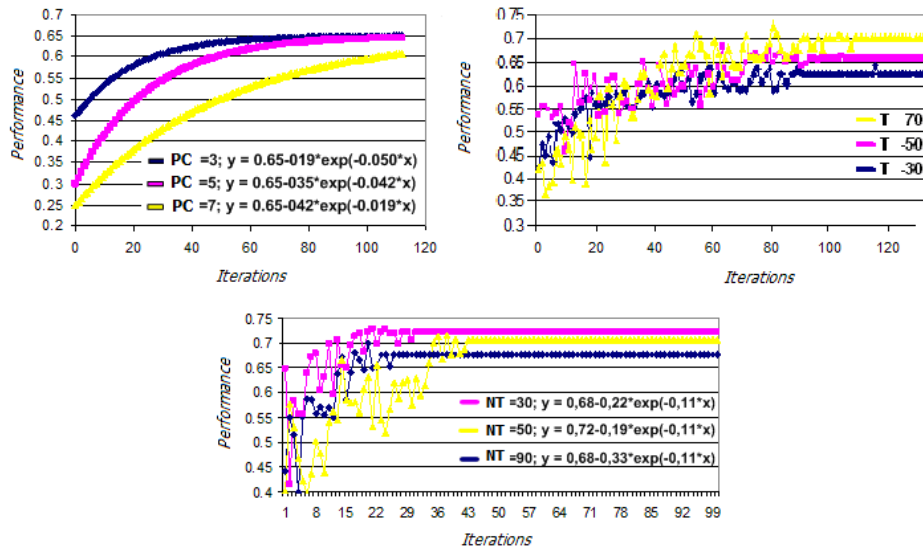 0.7
0.65
0.6
0.55
0.5
0.45
0.4
0.35
0.3
0.25
0.2
Performance
PC =3; y = 0.65-019*exp(-0.050*x)
PC =5; y = 0.65-035*exp(-0.042*x)
PC =7; y = 0.65-042*exp(-0.019*x)
0 20 40 60 80 100 120
Iterations
0.75
0.7
0.65
0.6
0.55
0.5
0.45
0.4
0.35
0.3
Performance
T 70
T -50
T -30
0 20 40 60 80 100 120
Iterations
0.75
0.7
0.65
0.6
0.55
0.5
0.45
0.4
Performance
NT =30; y = 0,68-0,22*exp(-0,11*x)
NT =50; y = 0,72-0,19*exp(-0,11*x)
NT =90; y = 0,68-0,33*exp(-0,11*x)
1 8 15 22 29 36 43 50 57 64 71 78 85 92 99
Iterations